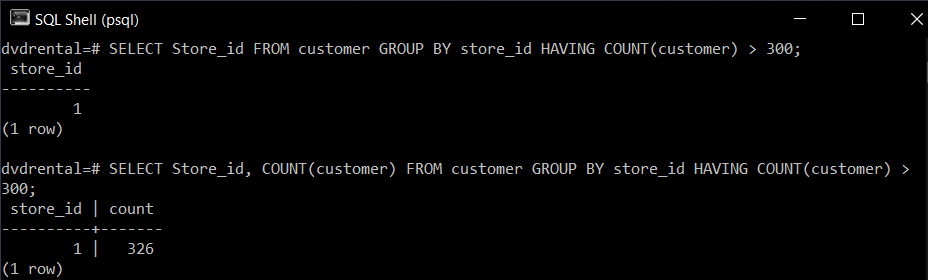 SQL Shell (psql)
dvdrental=# SELECT Store_id FROM customer GROUP BY store_id HAVING COUNT(customer) > 300;
 store_id
----------
        1
(1 row)

dvdrental=# SELECT Store_id, COUNT(customer) FROM customer GROUP BY store_id HAVING COUNT(customer) >
300;
 store_id | count
----------+-------
        1 |   326
(1 row)